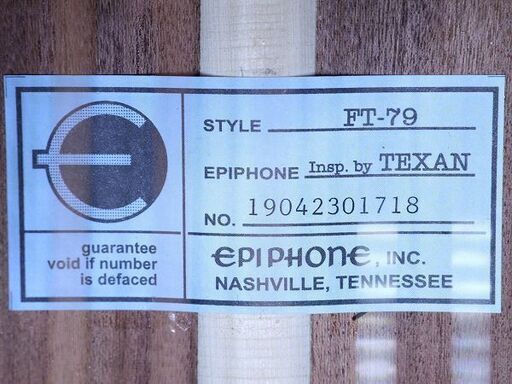 STYLE FT-79
EPIPHONE Insp. by TEXAN
NO. 19042301718
guarantee
void if number
is defaced
EPIPHONE, INC.
NASHVILLE, TENNESSEE